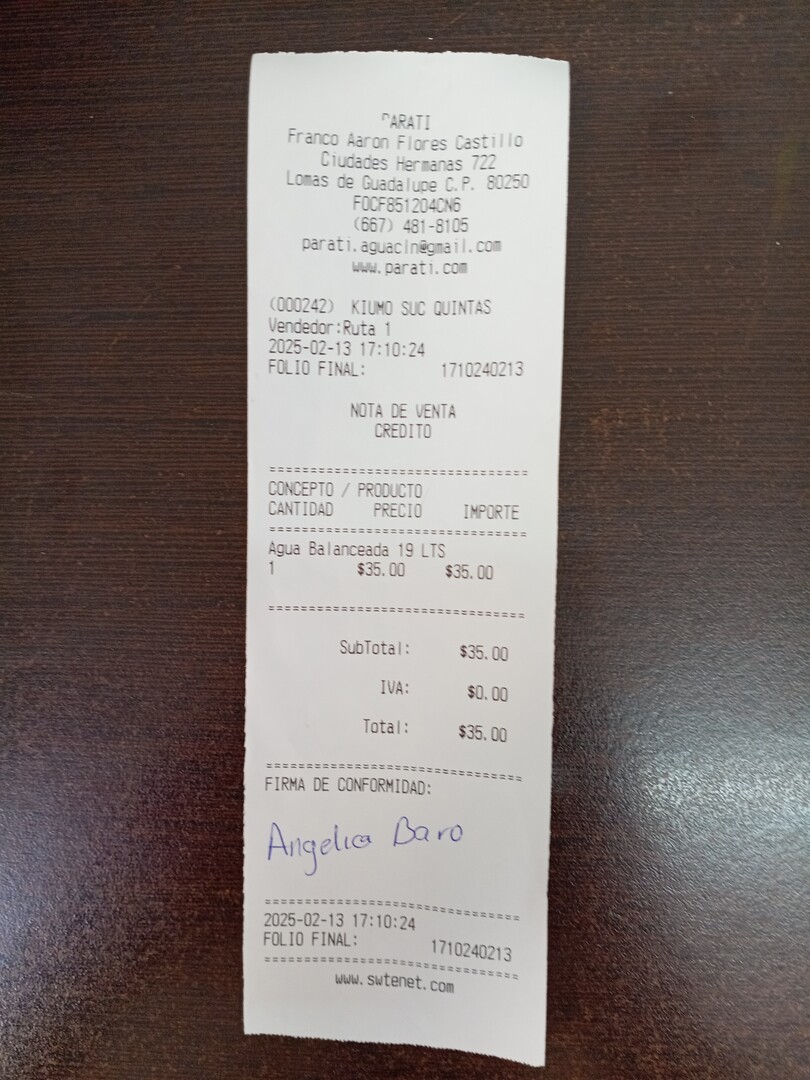 PARATI
Franco Aaron Flores Castillo
Ciudades Hermanas 722
Lomas de Guadalupe C.P. 80250
FOCF851204CN6
(667) 481-8105
parati.aguacln@gmail.com
www.parati.com
(000242) KIUMO SUC QUINTAS
Vendedor:Ruta 1
2025-02-13 17:10:24
FOLIO FINAL: 1710240213
NOTA DE VENTA
CREDITO
================================
CONCEPTO / PRODUCTO
CANTIDAD PRECIO IMPORTE
================================
Agua Balanceada 19 LTS
1 $35.00 $35.00
================================
SubTotal: $35.00
IVA: $0.00
Total: $35.00
================================
FIRMA DE CONFORMIDAD:
Angelica Baro
================================
2025-02-13 17:10:24
FOLIO FINAL: 1710240213
================================
www.swtenet.com